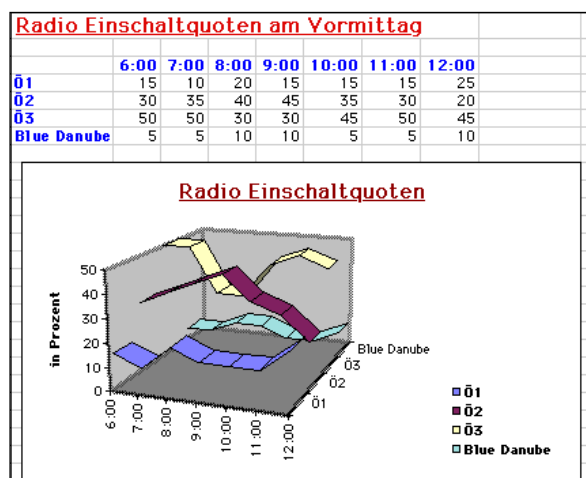 Radio Einschaltquoten am Vormittag
6:00 7:00 8:00 9:00 10:00 11:00 12:00
Ö1 15 10 20 15 15 15 25
Ö2 30 35 40 45 35 30 20
Ö3 50 50 30 30 45 50 45
Blue Danube 5 5 10 10 5 5 10
Radio Einschaltquoten
in Prozent
50
40
30
20
10
0
6:00
7:00
8:00
9:00
10:00
11:00
12:00
Ö1
Ö2
Ö3
Blue Danube
Ö1
Ö2
Ö3
Blue Danube